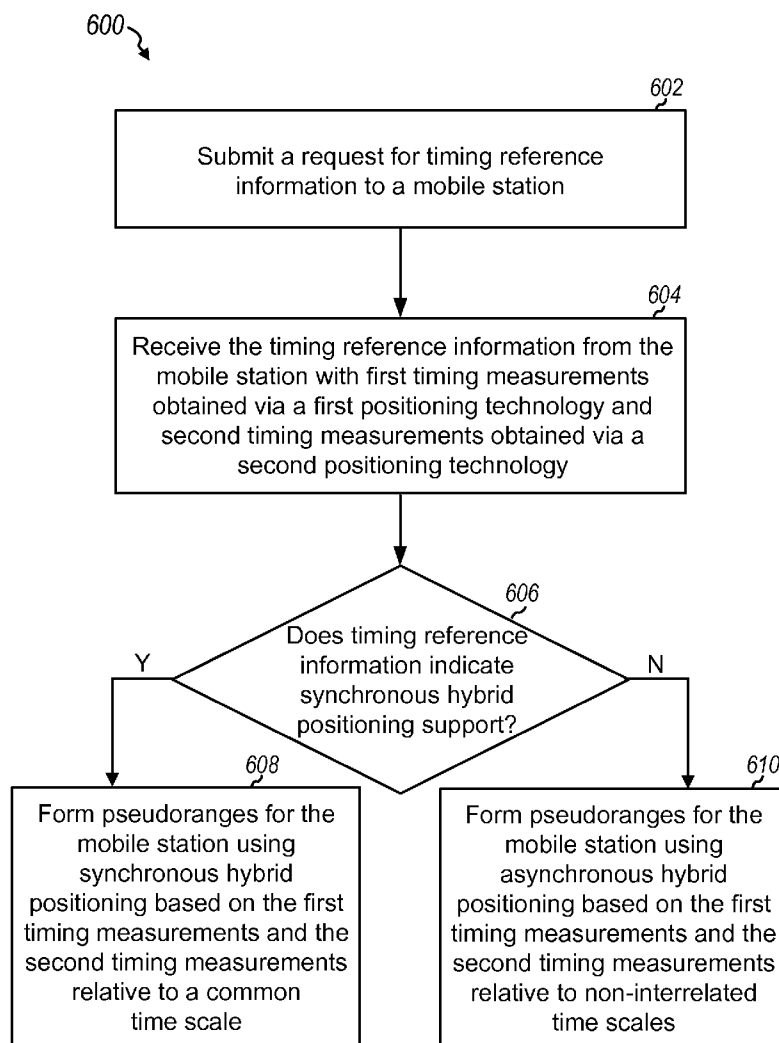 600
602
Submit a request for timing reference
information to a mobile station
604
Receive the timing reference information from the
mobile station with first timing measurements
obtained via a first positioning technology and
second timing measurements obtained via a
second positioning technology
606
Does timing reference
information indicate
synchronous hybrid
positioning support?
Y
N
608
Form pseudoranges for the
mobile station using
synchronous hybrid
positioning based on the first
timing measurements and the
second timing measurements
relative to a common
time scale
610
Form pseudoranges for the
mobile station using
asynchronous hybrid
positioning based on the first
timing measurements and the
second timing measurements
relative to non-interrelated
time scales